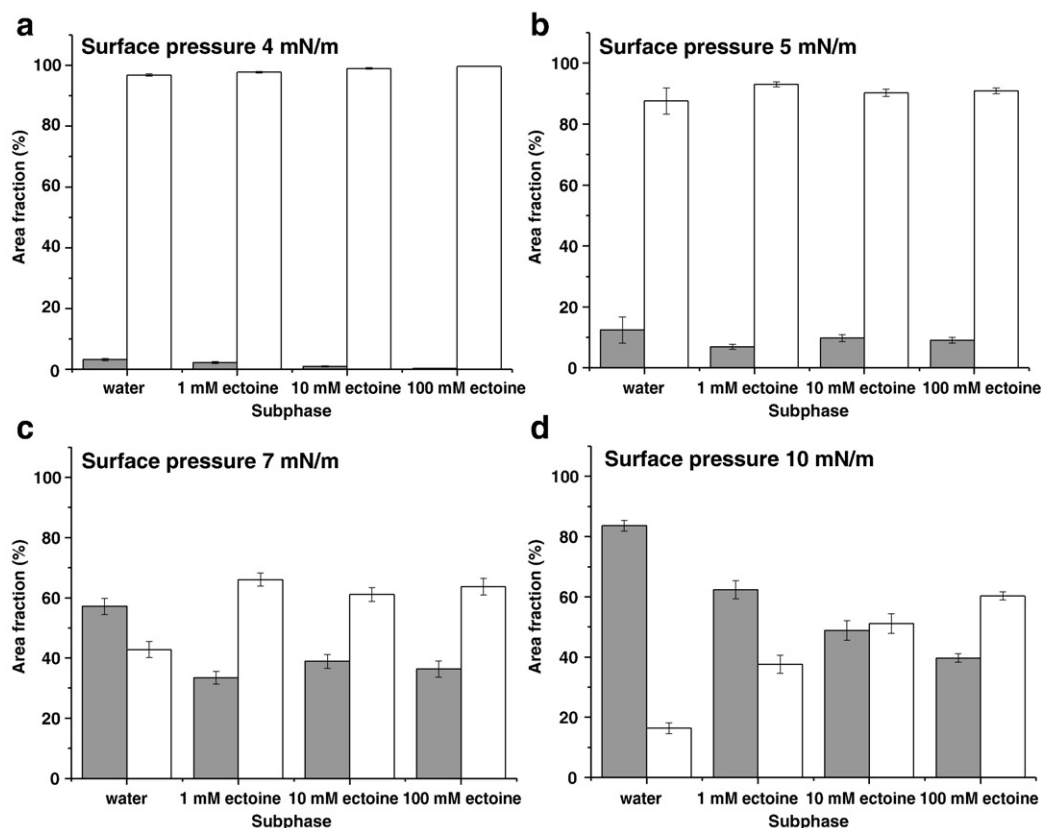 a
Surface pressure 4 mN/m
100
80
60
40
20
0
Area fraction (%)
water 1 mM ectoine 10 mM ectoine 100 mM ectoine
Subphase
b
Surface pressure 5 mN/m
100
80
60
40
20
0
Area fraction (%)
water 1 mM ectoine 10 mM ectoine 100 mM ectoine
Subphase
c
Surface pressure 7 mN/m
100
80
60
40
20
0
Area fraction (%)
water 1 mM ectoine 10 mM ectoine 100 mM ectoine
Subphase
d
Surface pressure 10 mN/m
100
80
60
40
20
0
Area fraction (%)
water 1 mM ectoine 10 mM ectoine 100 mM ectoine
Subphase